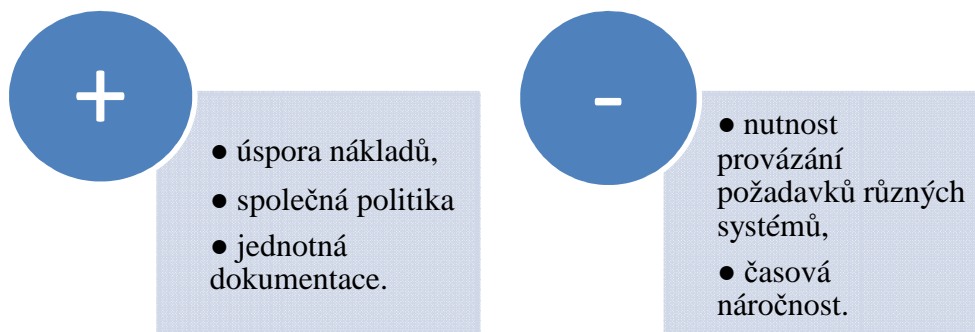 +
● úspora nákladů,
● společná politika
● jednotná
dokumentace.
-
● nutnost
provázání
požadavků různých
systémů,
● časová
náročnost.